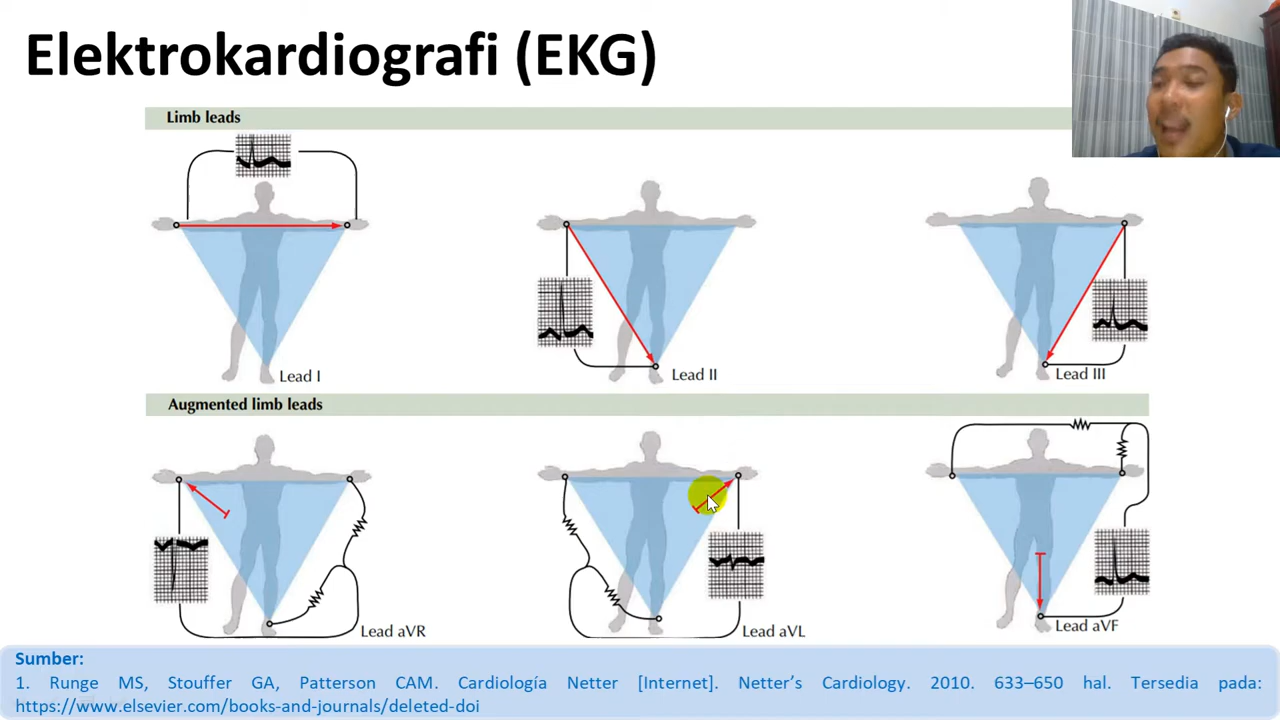 Elektrokardiografi (EKG)
Limb leads
Lead I
Lead II
Lead III
Augmented limb leads
Lead aVR
Lead aVL
Lead aVF
Sumber:
1. Runge MS, Stouffer GA, Patterson CAM. Cardiología Netter [Internet]. Netter's Cardiology. 2010. 633–650 hal. Tersedia pada:
https://www.elsevier.com/books-and-journals/deleted-doi